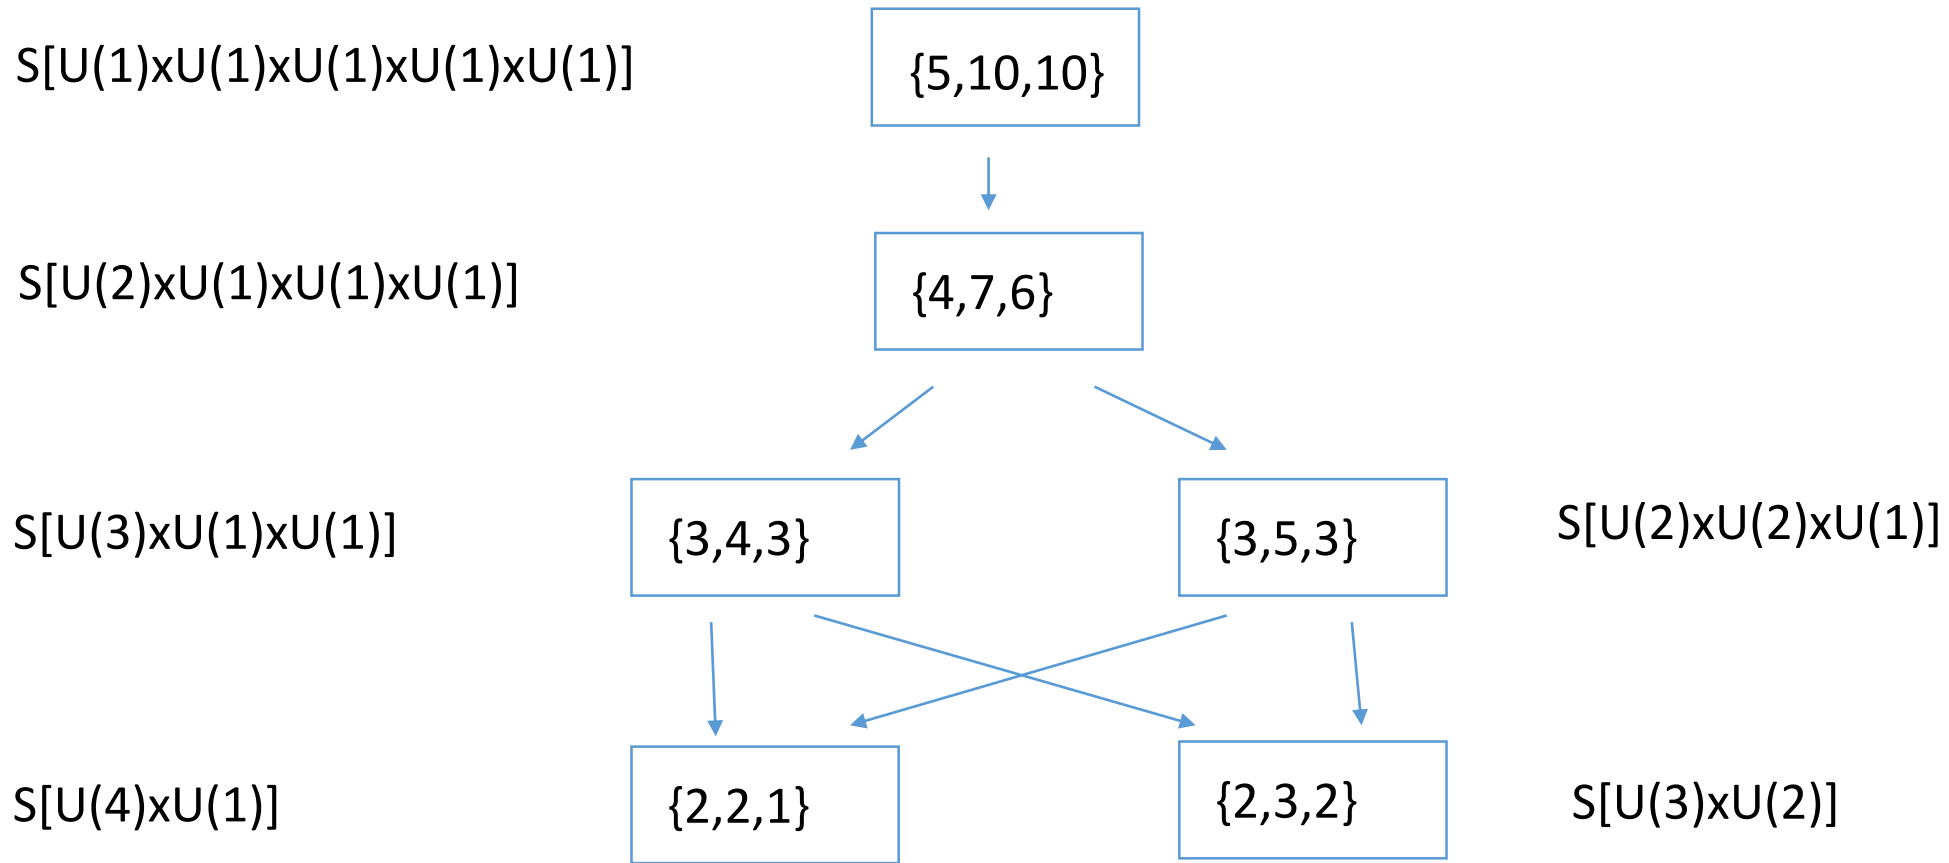 S[U(1)xU(1)xU(1)xU(1)xU(1)]
{5,10,10}
S[U(2)xU(1)xU(1)xU(1)]
{4,7,6}
S[U(3)xU(1)xU(1)]
{3,4,3}
{3,5,3}
S[U(2)xU(2)xU(1)]
S[U(4)xU(1)]
{2,2,1}
{2,3,2}
S[U(3)xU(2)]